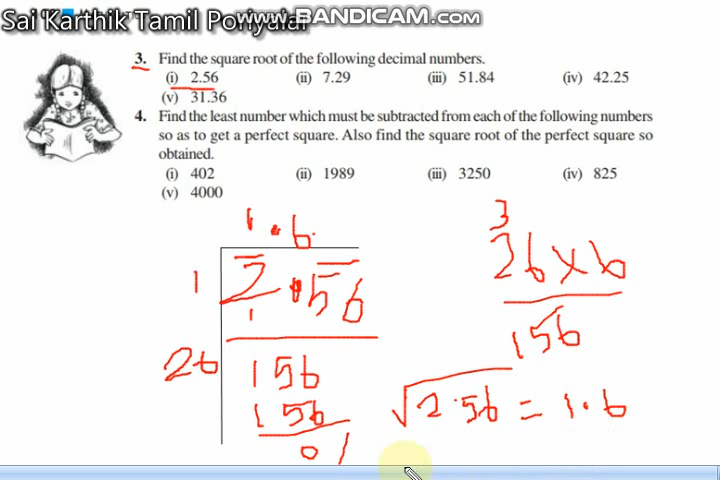 Sai Karthik Tamil Poriyalar
www.BANDICAM.com
3. Find the square root of the following decimal numbers.
(i) 2.56 (ii) 7.29 (iii) 51.84 (iv) 42.25
(v) 31.36
4. Find the least number which must be subtracted from each of the following numbers
so as to get a perfect square. Also find the square root of the perfect square so
obtained.
(i) 402 (ii) 1989 (iii) 3250 (iv) 825
(v) 4000
1.6
1 2.56
1
26 156
156
0
3
26 × 6
156
√2.56 = 1.6